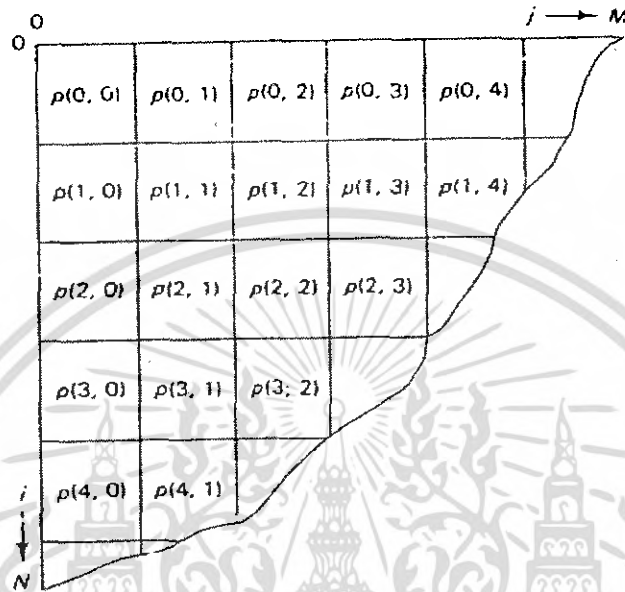 0
j → M
0
p(0, 0) p(0, 1) p(0, 2) p(0, 3) p(0, 4)
p(1, 0) p(1, 1) p(1, 2) p(1, 3) p(1, 4)
p(2, 0) p(2, 1) p(2, 2) p(2, 3)
p(3, 0) p(3, 1) p(3, 2)
p(4, 0) p(4, 1)
i
N